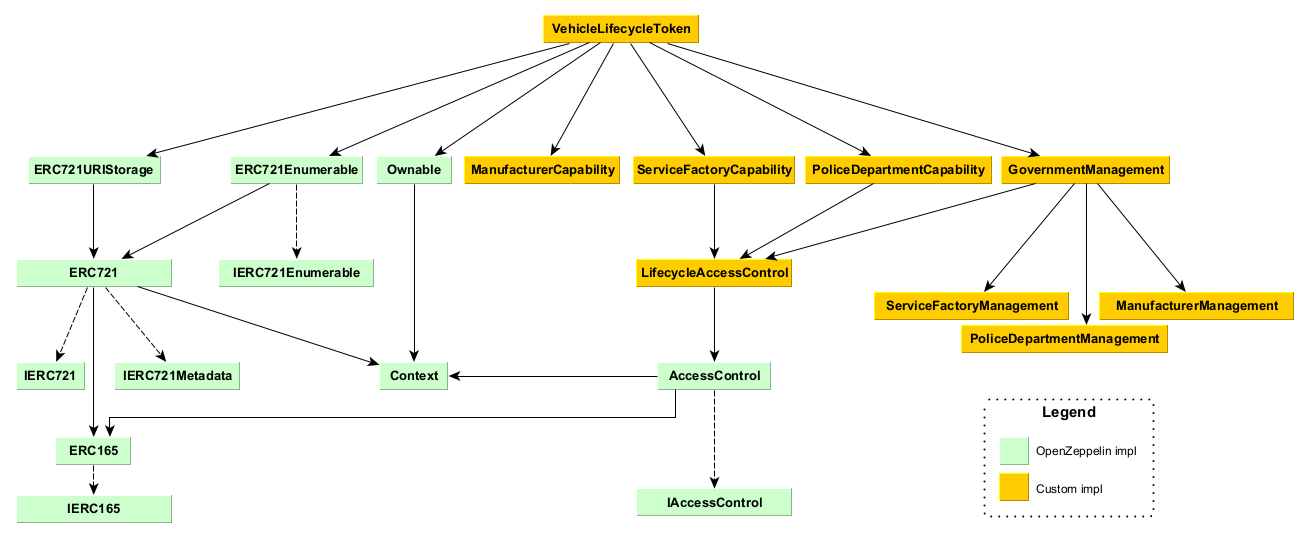 VehicleLifecycleToken
ERC721URIStorage
ERC721Enumerable
Ownable
ManufacturerCapability
ServiceFactoryCapability
PoliceDepartmentCapability
GovernmentManagement
ERC721
IERC721Enumerable
LifecycleAccessControl
ServiceFactoryManagement
ManufacturerManagement
PoliceDepartmentManagement
IERC721
IERC721Metadata
Context
AccessControl
ERC165
IERC165
IAccessControl
Legend
OpenZeppelin impl
Custom impl